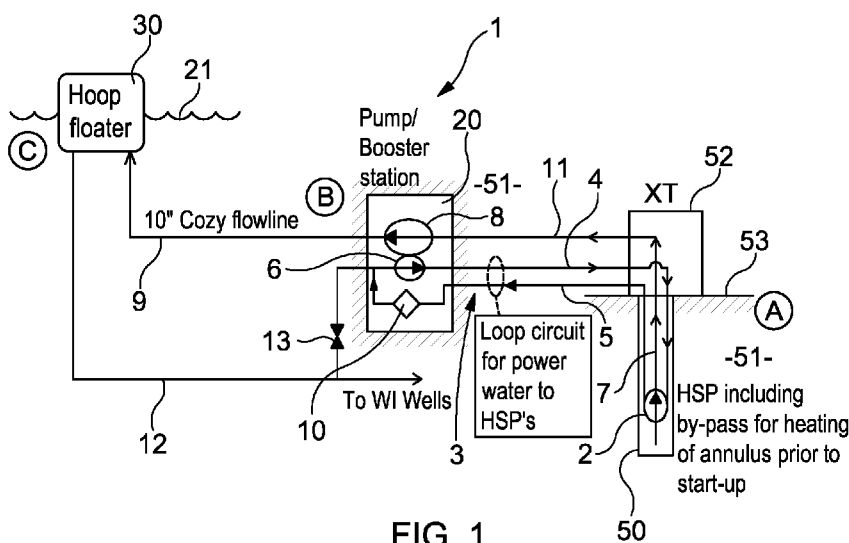 30
21
1
Hoop
floater
C
Pump/
Booster
station
20
-51-
B
8
11
4
XT
52
10" Cozy flowline
9
6
53
A
13
5
Loop circuit
for power
water to
HSP's
3
-51-
7
HSP including
by-pass for heating
of annulus prior to
start-up
2
12
To WI Wells
10
50
FIG. 1